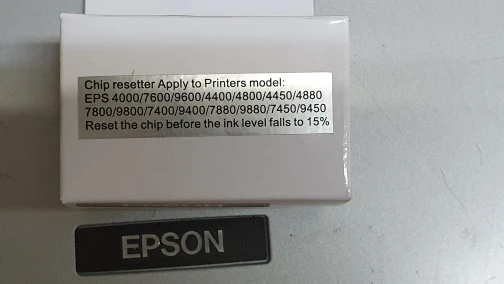 Chip resetter Apply to Printers model:
EPS 4000/7600/9600/4400/4800/4450/4880
7800/9800/7400/9400/7880/9880/7450/9450
Reset the chip before the ink level falls to 15%
EPSON